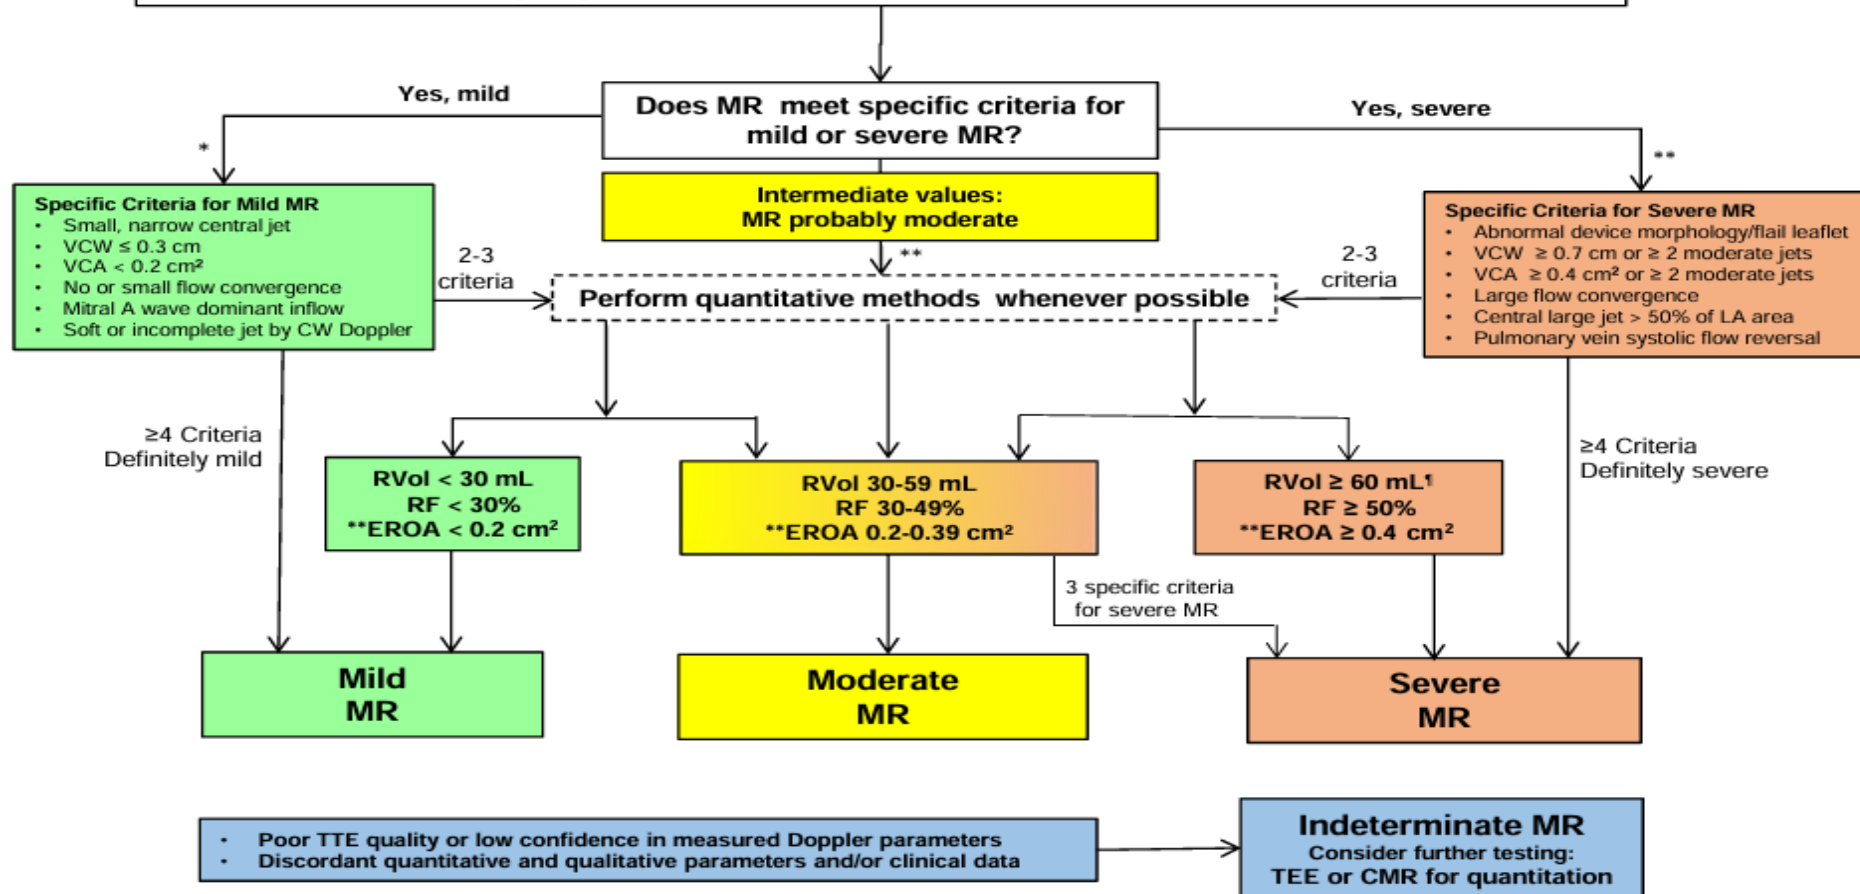 Does MR meet specific criteria for
mild or severe MR?
Yes, mild
Yes, severe
*
**
Intermediate values:
MR probably moderate
**
Specific Criteria for Mild MR
• Small, narrow central jet
• VCW ≤ 0.3 cm
• VCA < 0.2 cm²
• No or small flow convergence
• Mitral A wave dominant inflow
• Soft or incomplete jet by CW Doppler
2-3
criteria
Perform quantitative methods whenever possible
2-3
criteria
Specific Criteria for Severe MR
• Abnormal device morphology/flail leaflet
• VCW ≥ 0.7 cm or ≥ 2 moderate jets
• VCA ≥ 0.4 cm² or ≥ 2 moderate jets
• Large flow convergence
• Central large jet > 50% of LA area
• Pulmonary vein systolic flow reversal
≥4 Criteria
Definitely mild
RVol < 30 mL
RF < 30%
**EROA < 0.2 cm²
RVol 30-59 mL
RF 30-49%
**EROA 0.2-0.39 cm²
RVol ≥ 60 mL¶
RF ≥ 50%
**EROA ≥ 0.4 cm²
≥4 Criteria
Definitely severe
3 specific criteria
for severe MR
Mild
MR
Moderate
MR
Severe
MR
• Poor TTE quality or low confidence in measured Doppler parameters
• Discordant quantitative and qualitative parameters and/or clinical data
Indeterminate MR
Consider further testing:
TEE or CMR for quantitation